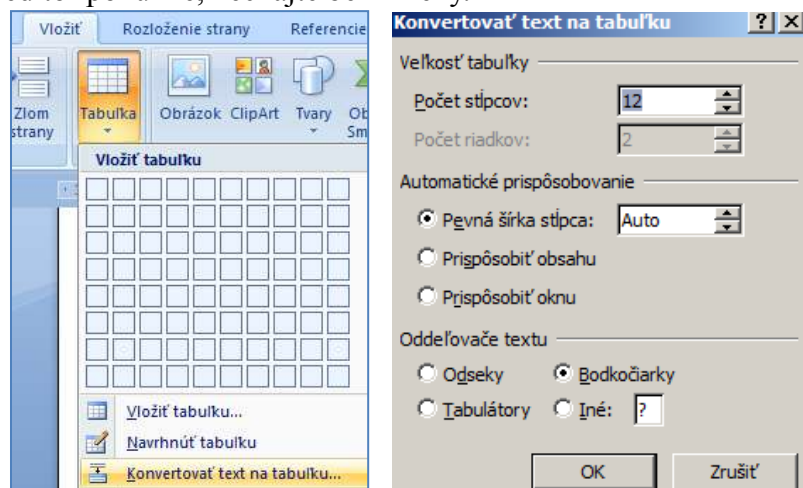 Vložiť Rozloženie strany Referencie
Zlom strany
Tabuľka
Obrázok
ClipArt
Tvary
Vložiť tabuľku
Vložiť tabuľku...
Navrhnúť tabuľku
Konvertovať text na tabuľku...
Konvertovať text na tabuľku
Veľkosť tabuľky
Počet stĺpcov: 12
Počet riadkov: 2
Automatické prispôsobovanie
Pevná šírka stĺpca: Auto
Prispôsobiť obsahu
Prispôsobiť oknu
Oddeľovače textu
Odseky Bodkočiarky
Tabulátory Iné: ?
OK Zrušiť